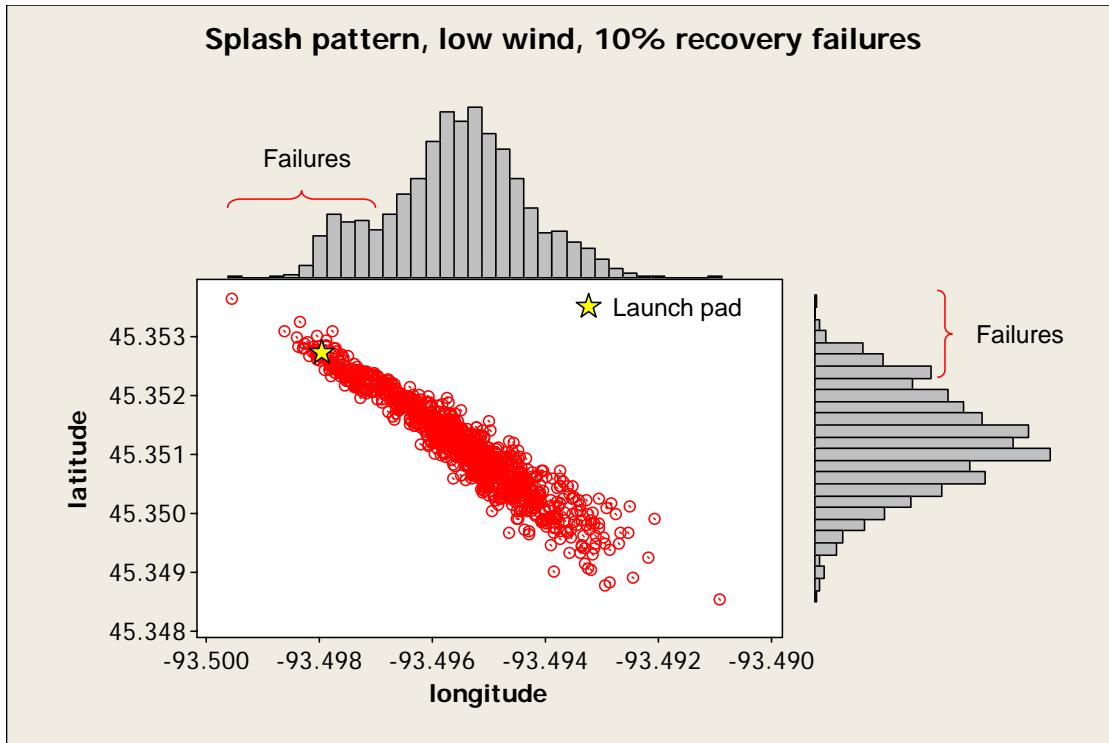 Splash pattern, low wind, 10% recovery failures
Failures
Launch pad
Failures
45.353
45.352
45.351
45.350
45.349
45.348
latitude
-93.500 -93.498 -93.496 -93.494 -93.492 -93.490
longitude